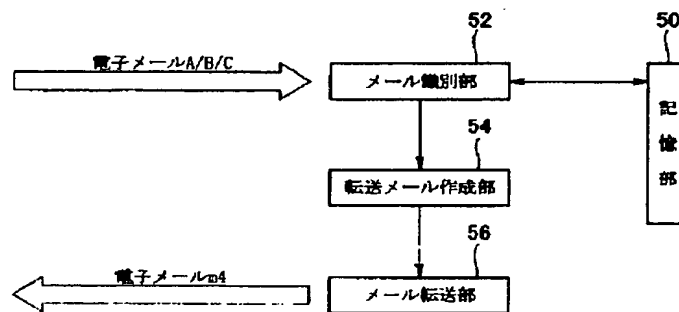 52
50
電子メールA/B/C
メール識別部
記憶部
54
転送メール作成部
56
電子メールm4
メール転送部